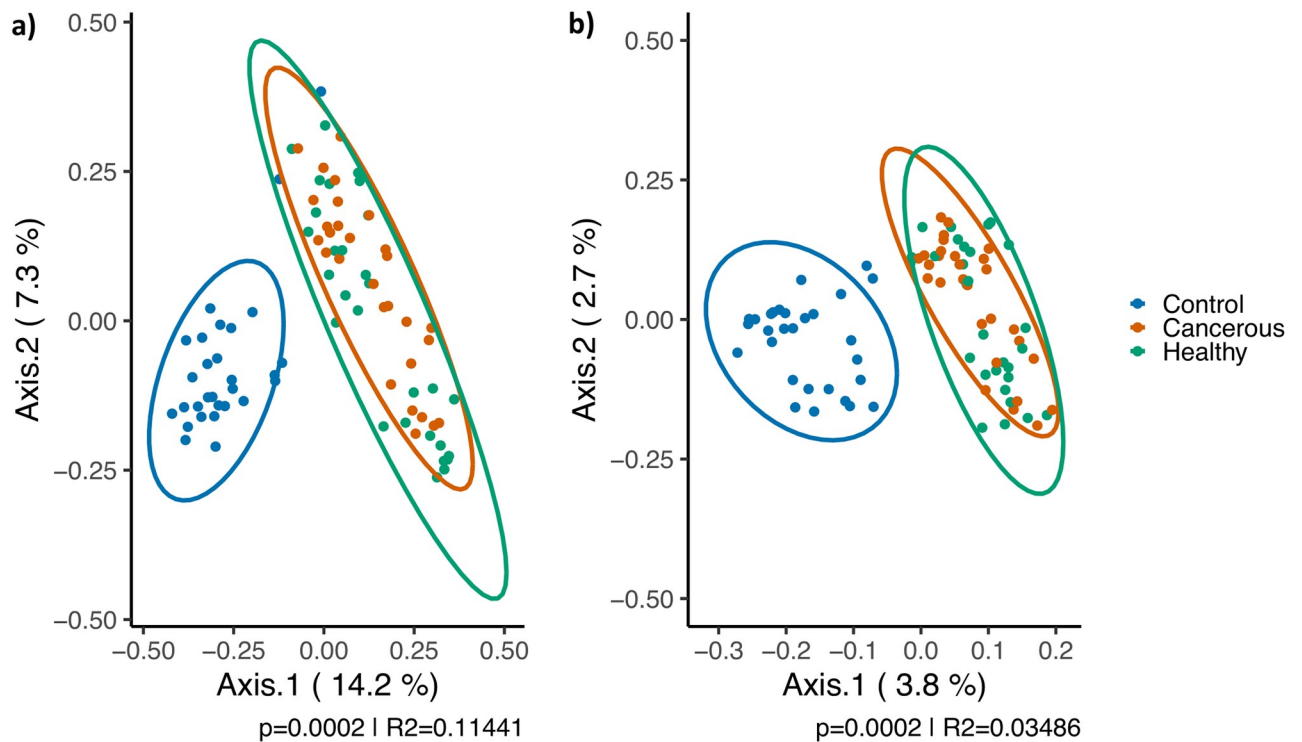 a)
0.50
0.25
0.00
−0.25
−0.50
Axis.2 ( 7.3 %)
−0.50 −0.25 0.00 0.25 0.50
Axis.1 ( 14.2 %)
p=0.0002 | R2=0.11441
b)
0.50
0.25
0.00
−0.25
−0.50
Axis.2 ( 2.7 %)
−0.3 −0.2 −0.1 0.0 0.1 0.2
Axis.1 ( 3.8 %)
p=0.0002 | R2=0.03486
Control
Cancerous
Healthy